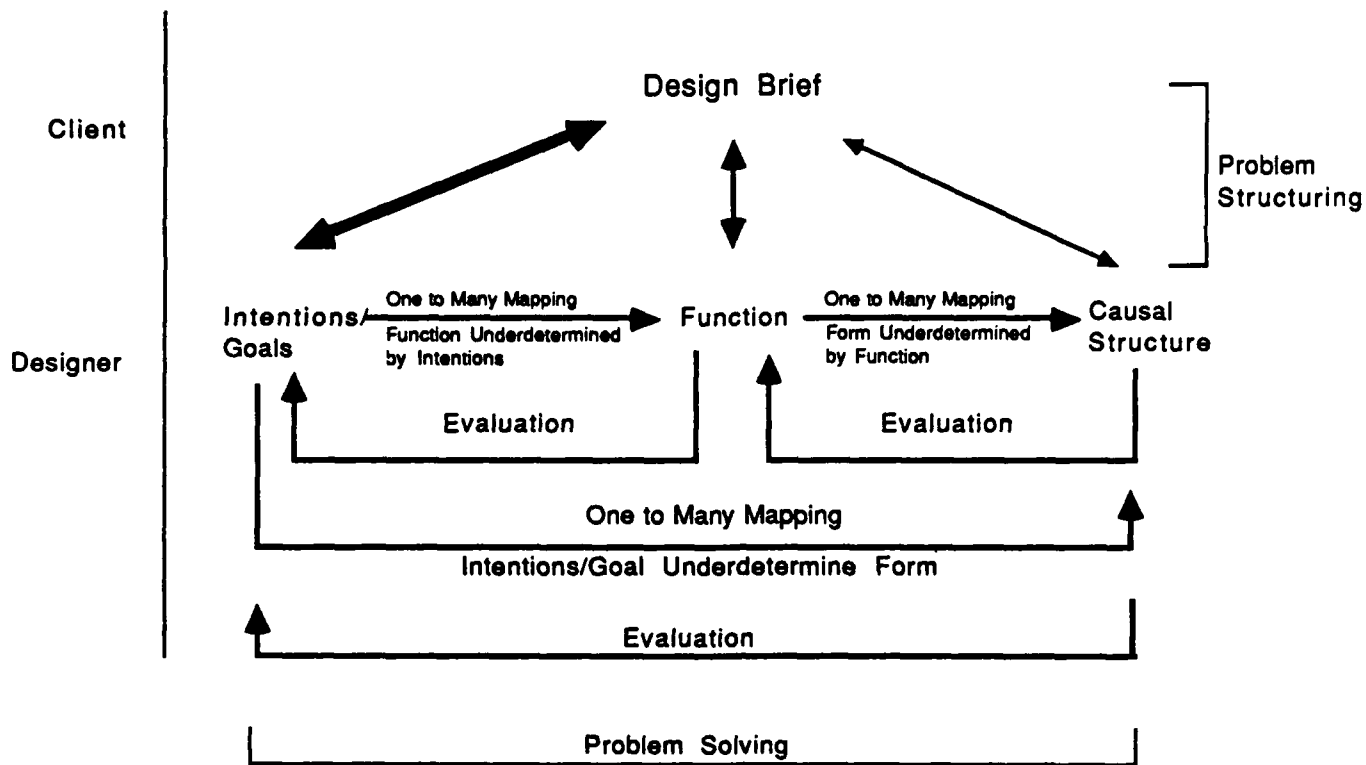 Design Brief
Client
Problem
Structuring
One to Many Mapping
One to Many Mapping
Intentions/
Goals
Function
Causal
Structure
Function Underdetermined
by Intentions
Form Underdetermined
by Function
Designer
Evaluation
Evaluation
One to Many Mapping
Intentions/Goal Underdetermine Form
Evaluation
Problem Solving